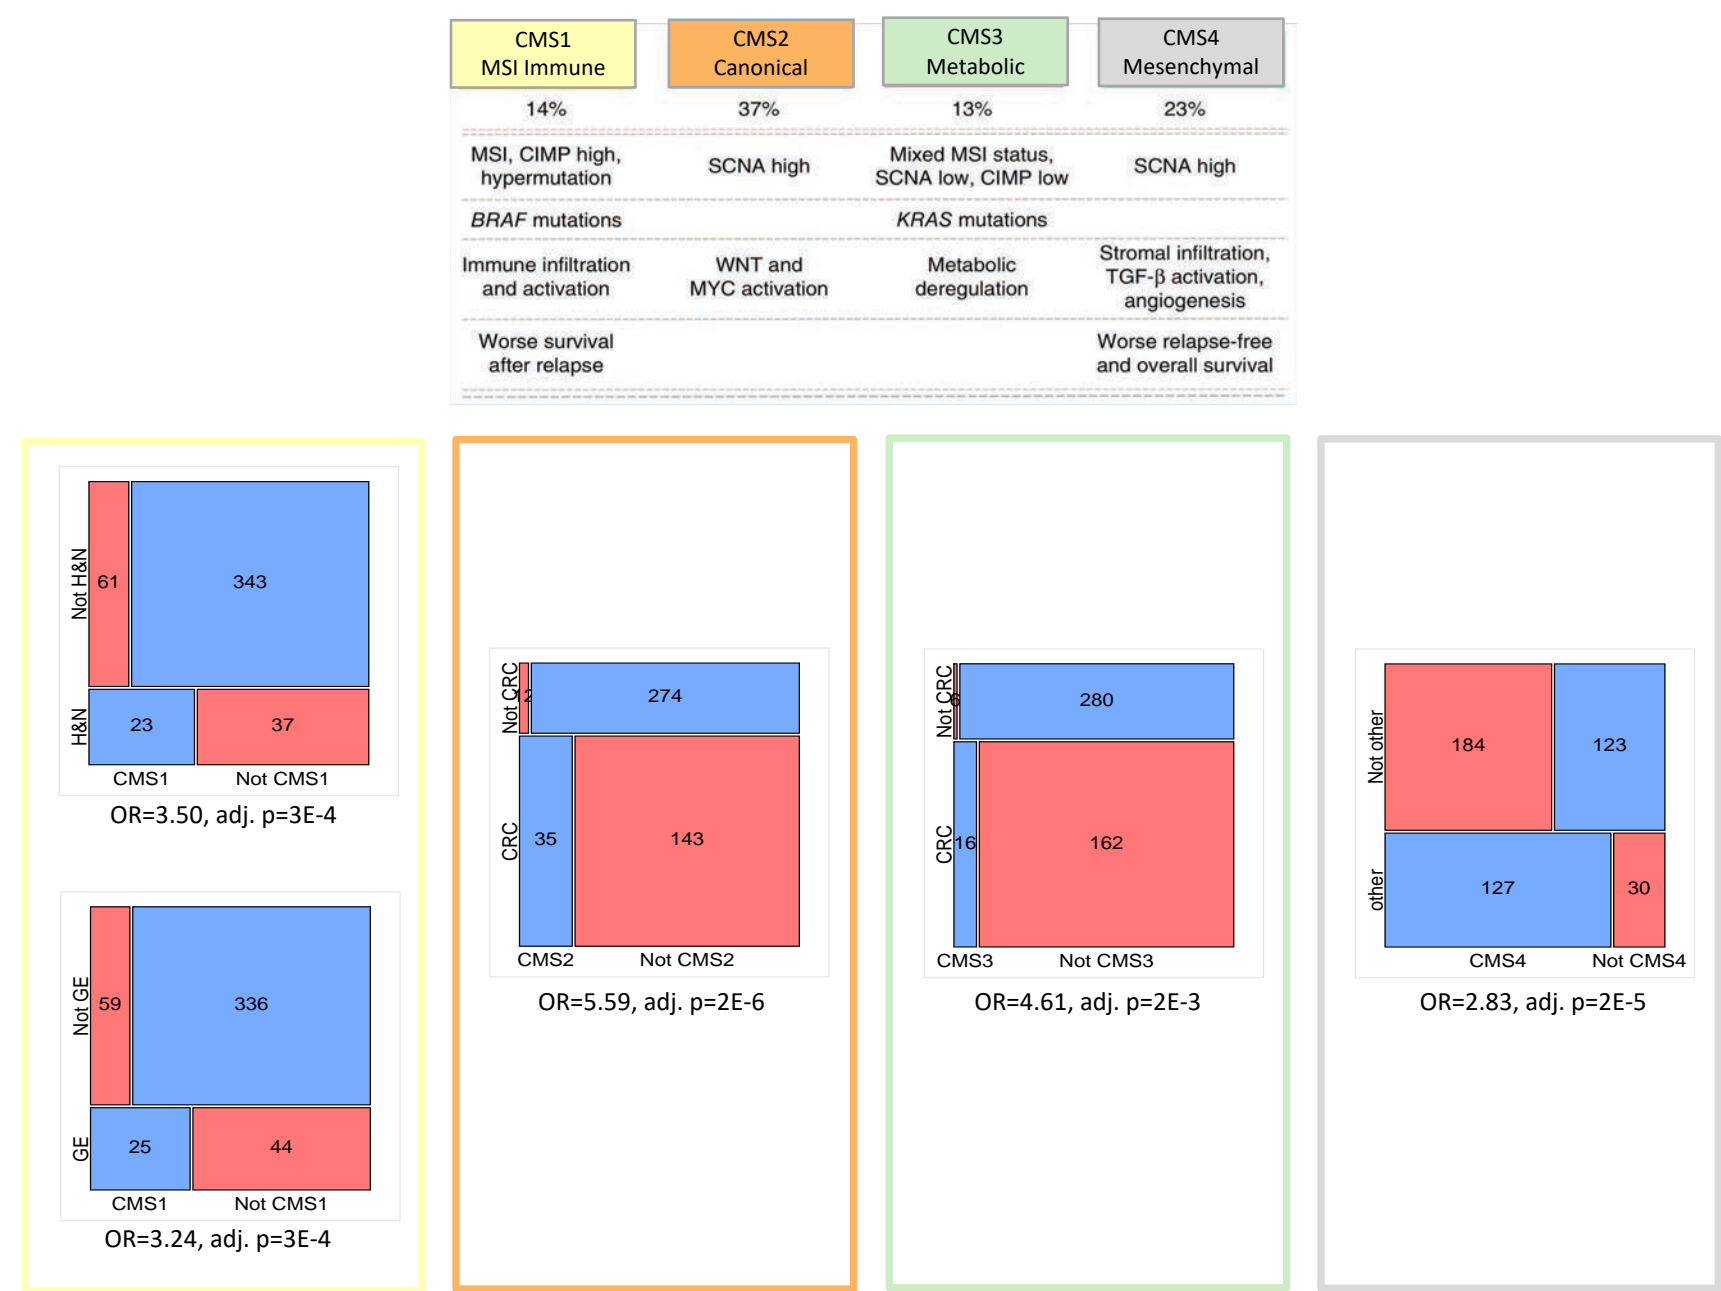 CMS1
MSI Immune
CMS2
Canonical
CMS3
Metabolic
CMS4
Mesenchymal
14%
37%
13%
23%
MSI, CIMP high,
hypermutation
SCNA high
Mixed MSI status,
SCNA low, CIMP low
SCNA high
BRAF mutations
KRAS mutations
Immune infiltration
and activation
WNT and
MYC activation
Metabolic
deregulation
Stromal infiltration,
TGF-β activation,
angiogenesis
Worse survival
after relapse
Worse relapse-free
and overall survival
Not H&N
61
343
H&N
23
37
CMS1
Not CMS1
OR=3.50, adj. p=3E-4
Not GE
59
336
GE
25
44
CMS1
Not CMS1
OR=3.24, adj. p=3E-4
Not CRC
12
274
CRC
35
143
CMS2
Not CMS2
OR=5.59, adj. p=2E-6
Not CRC
6
280
CRC
16
162
CMS3
Not CMS3
OR=4.61, adj. p=2E-3
Not other
184
123
other
127
30
CMS4
Not CMS4
OR=2.83, adj. p=2E-5